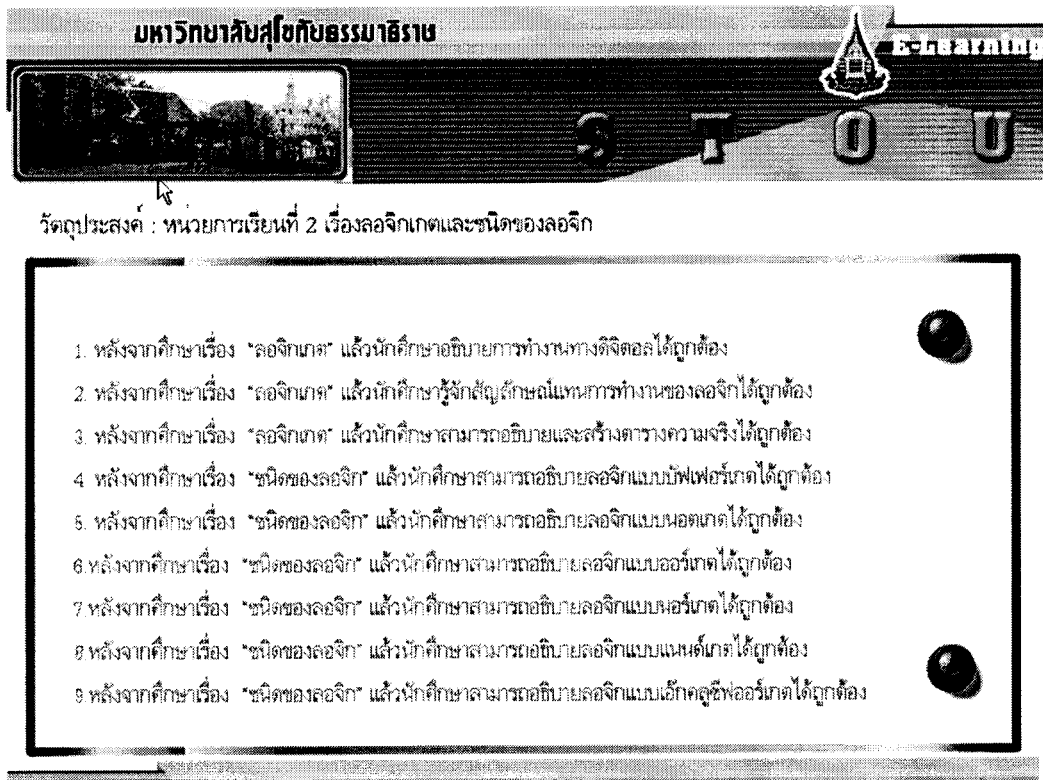 มหาวิทยาลัยสุโขทัยธรรมาธิราช
E-Learning
S T O U
วัตถุประสงค์ : หน่วยการเรียนที่ 2 เรื่องลอจิกเกตและชนิดของลอจิก
1. หลังจากศึกษาเรื่อง "ลอจิกเกต" แล้วนักศึกษาอธิบายการทำงานทางดิจิตอลได้ถูกต้อง
2. หลังจากศึกษาเรื่อง "ลอจิกเกต" แล้วนักศึกษารู้จักสัญลักษณ์แทนการทำงานของลอจิกได้ถูกต้อง
3. หลังจากศึกษาเรื่อง "ลอจิกเกต" แล้วนักศึกษาสามารถอธิบายและสร้างตารางความจริงได้ถูกต้อง
4 หลังจากศึกษาเรื่อง "ชนิดของลอจิก" แล้วนักศึกษาสามารถอธิบายลอจิกแบบบัฟเฟอร์เกตได้ถูกต้อง
5. หลังจากศึกษาเรื่อง "ชนิดของลอจิก" แล้วนักศึกษาสามารถอธิบายลอจิกแบบนอตเกตได้ถูกต้อง
6.หลังจากศึกษาเรื่อง "ชนิดของลอจิก" แล้วนักศึกษาสามารถอธิบายลอจิกแบบออร์เกตได้ถูกต้อง
7.หลังจากศึกษาเรื่อง "ชนิดของลอจิก" แล้วนักศึกษาสามารถอธิบายลอจิกแบบนอร์เกตได้ถูกต้อง
8.หลังจากศึกษาเรื่อง "ชนิดของลอจิก" แล้วนักศึกษาสามารถอธิบายลอจิกแบบแนนด์เกตได้ถูกต้อง
9.หลังจากศึกษาเรื่อง "ชนิดของลอจิก" แล้วนักศึกษาสามารถอธิบายลอจิกแบบเอ็กคลูซีฟออร์เกตได้ถูกต้อง